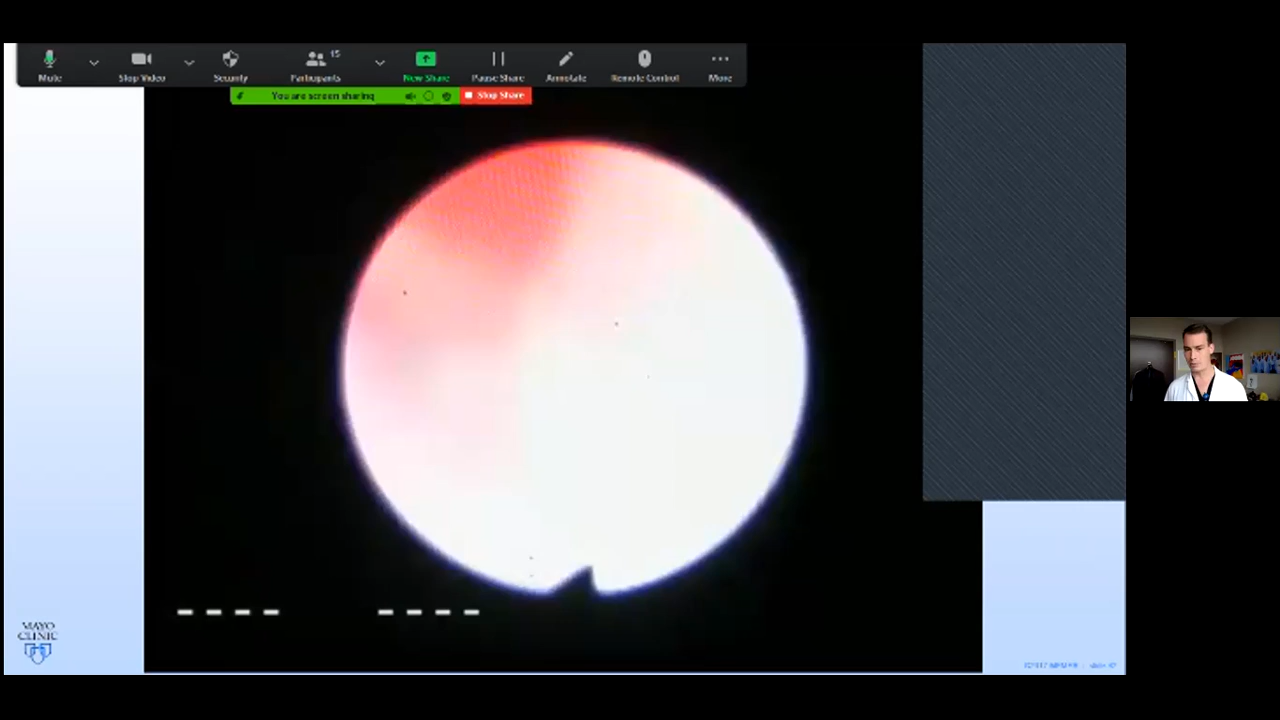 15
Mute
Stop Video
Security
Participants
New Share
Pause Share
Annotate
Remote Control
More
You are screen sharing
Stop Share
MAYO
CLINIC